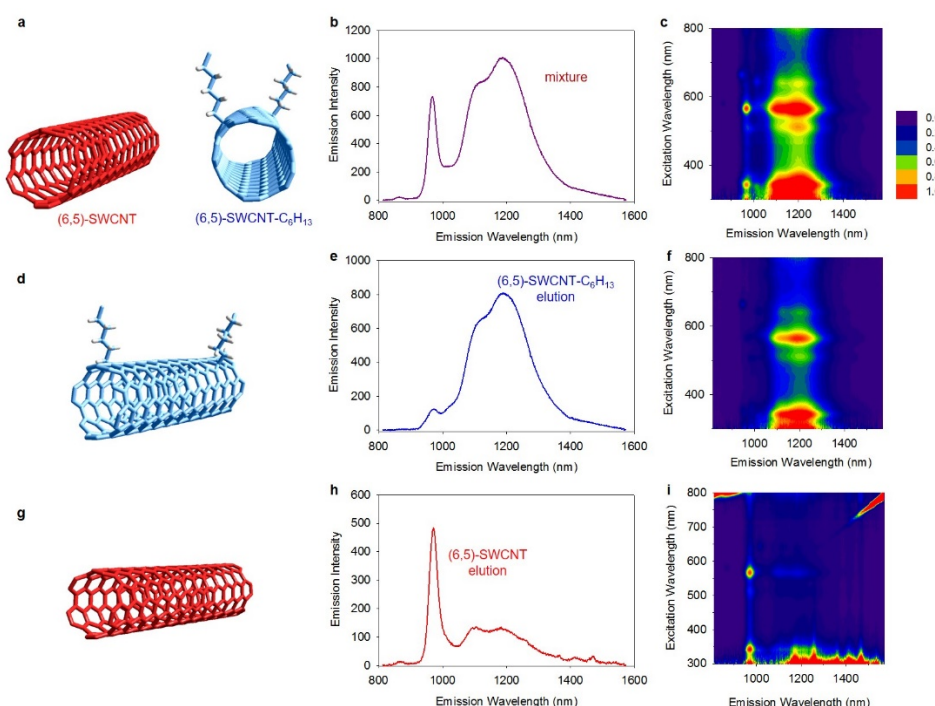 a
(6,5)-SWCNT
(6,5)-SWCNT-C6H13
b
1200
1000
800
600
400
200
0
800 1000 1200 1400 1600
Emission Intensity
Emission Wavelength (nm)
mixture
c
800
600
400
1000 1200 1400
Excitation Wavelength (nm)
Emission Wavelength (nm)
d
e
1000
800
600
400
200
0
800 1000 1200 1400 1600
Emission Intensity
Emission Wavelength (nm)
(6,5)-SWCNT-C6H13
elution
f
800
600
400
1000 1200 1400
Excitation Wavelength (nm)
Emission Wavelength (nm)
g
h
600
500
400
300
200
100
0
800 1000 1200 1400 1600
Emission Intensity
Emission Wavelength (nm)
(6,5)-SWCNT
elution
i
800
700
600
500
400
300
1000 1200 1400
Excitation Wavelength (nm)
Emission Wavelength (nm)